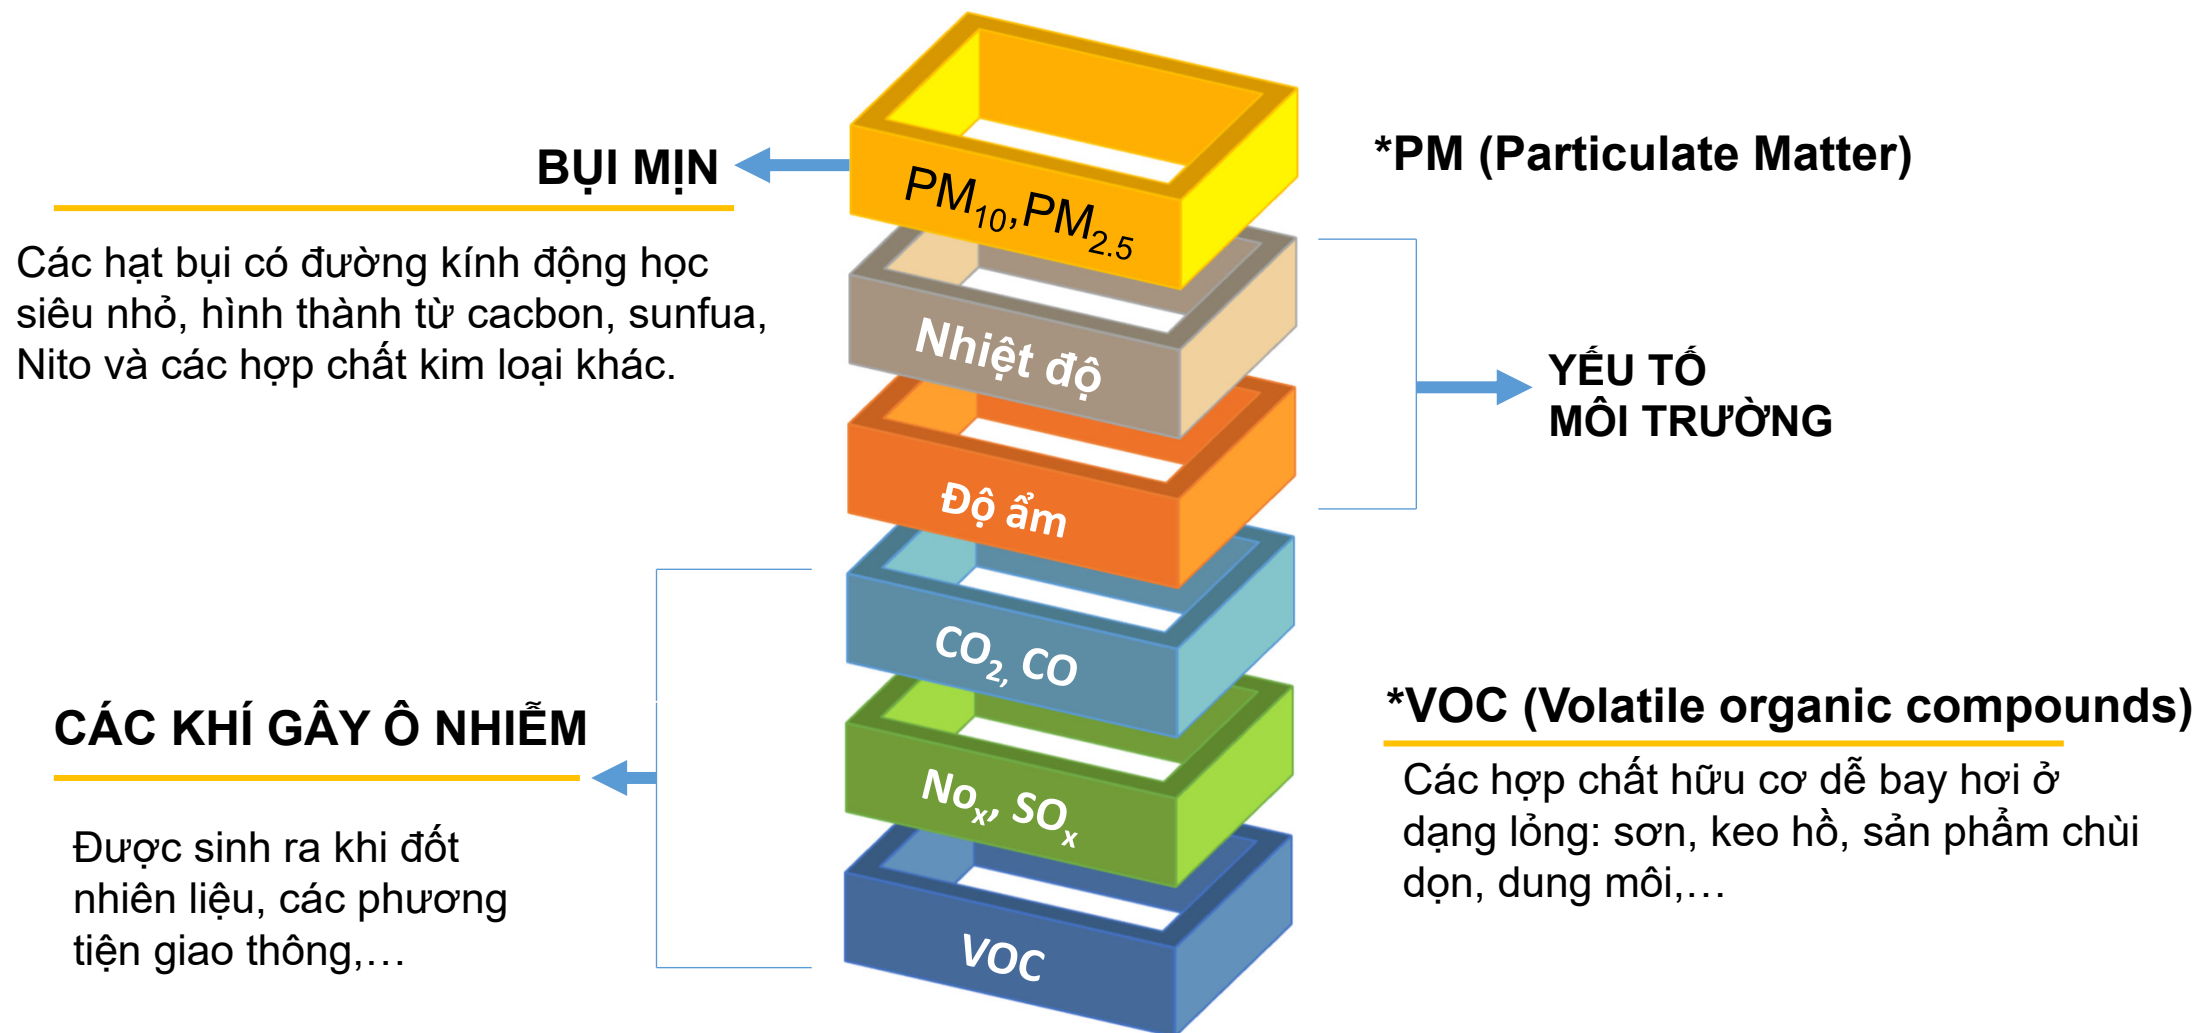 BỤI MỊN
Các hạt bụi có đường kính động học
siêu nhỏ, hình thành từ cacbon, sunfua,
Nito và các hợp chất kim loại khác.
*PM (Particulate Matter)
PM10,PM2.5
Nhiệt độ
Độ ẩm
YẾU TỐ
MÔI TRƯỜNG
CO2, CO
Nox, SOx
VOC
CÁC KHÍ GÂY Ô NHIỄM
Được sinh ra khi đốt
nhiên liệu, các phương
tiện giao thông,…
*VOC (Volatile organic compounds)
Các hợp chất hữu cơ dễ bay hơi ở
dạng lỏng: sơn, keo hồ, sản phẩm chùi
dọn, dung môi,…